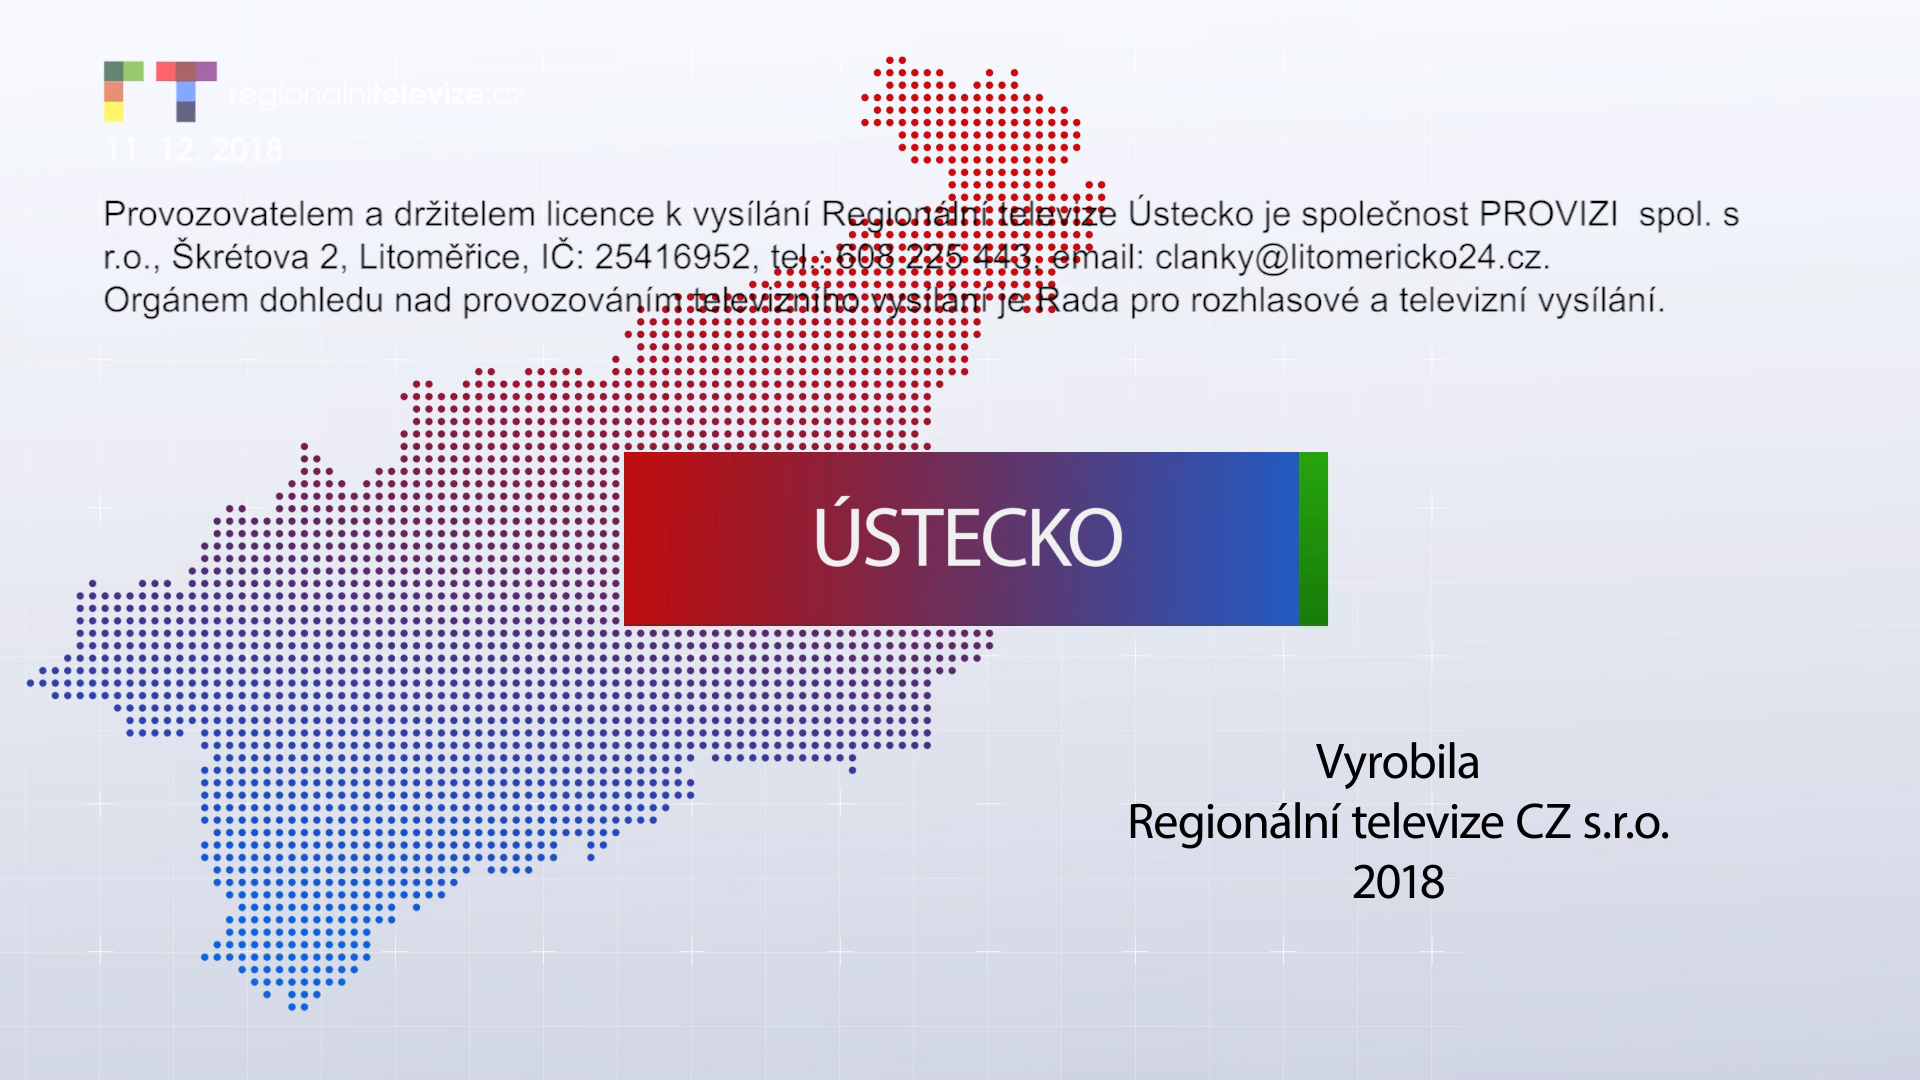 regionalnitelevize.cz
11. 12. 2018
Provozovatelem a držitelem licence k vysílání Regionální televize Ústecko je společnost PROVIZI spol. s
r.o., Škrétova 2, Litoměřice, IČ: 25416952, tel.: 608 225 443, email: clanky@litomericko24.cz.
Orgánem dohledu nad provozováním televizního vysílání je Rada pro rozhlasové a televizní vysílání.
ÚSTECKO
Vyrobila
Regionální televize CZ s.r.o.
2018